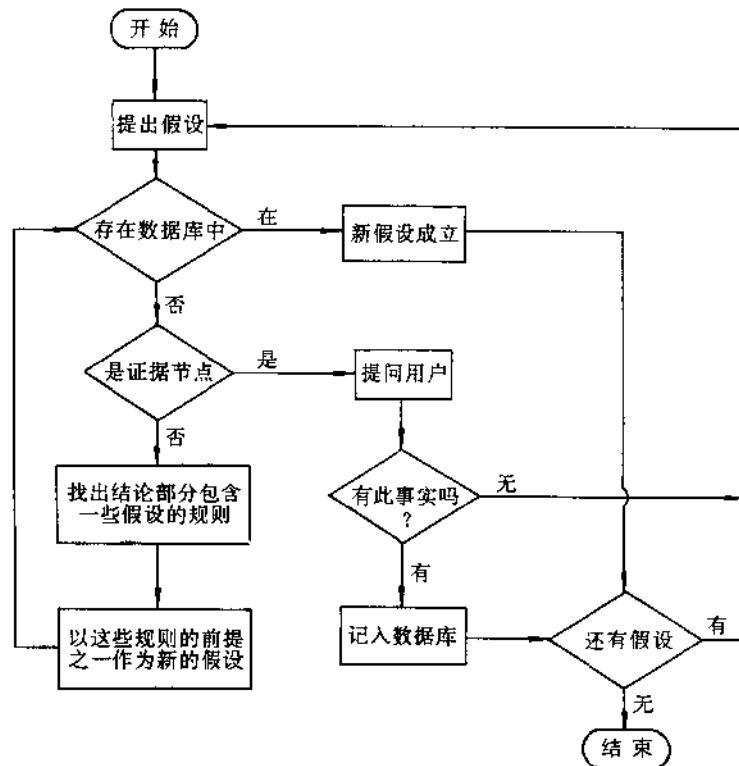 开始
提出假设
存在数据库中
在
新假设成立
否
是证据节点
是
提问用户
否
找出结论部分包含
一些假设的规则
有此事实吗
?
无
有
以这些规则的前提
之一作为新的假设
记入数据库
还有假设
有
无
结束